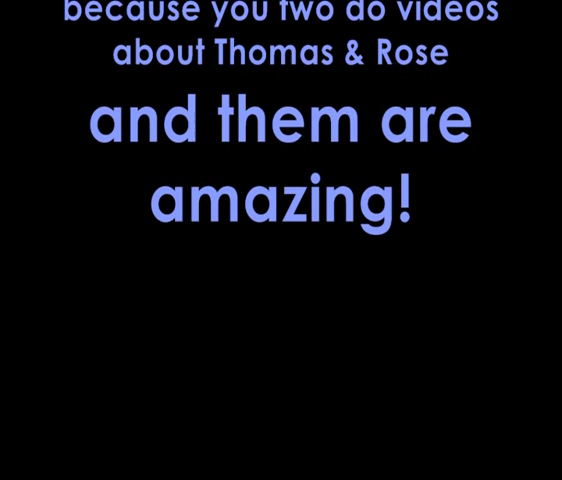 because you two do videos
about Thomas & Rose
and them are
amazing!